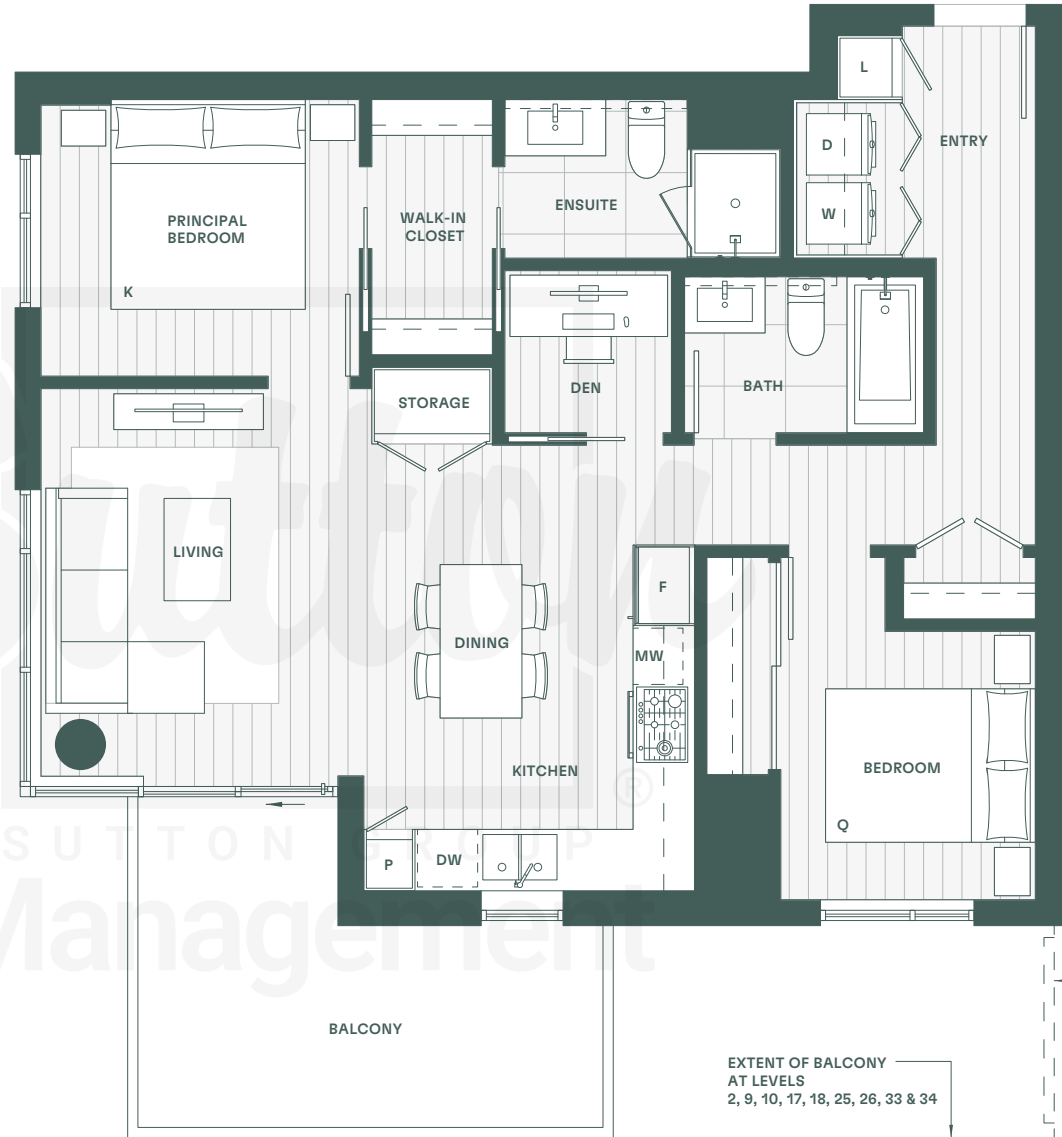 L
D
ENTRY
W
PRINCIPAL
BEDROOM
K
WALK-IN
CLOSET
ENSUITE
STORAGE
DEN
BATH
LIVING
DINING
F
MW
KITCHEN
BEDROOM
Q
P
DW
BALCONY
EXTENT OF BALCONY
AT LEVELS
2, 9, 10, 17, 18, 25, 26, 33 & 34
Sutton
®
SUTTON GROUP
Management